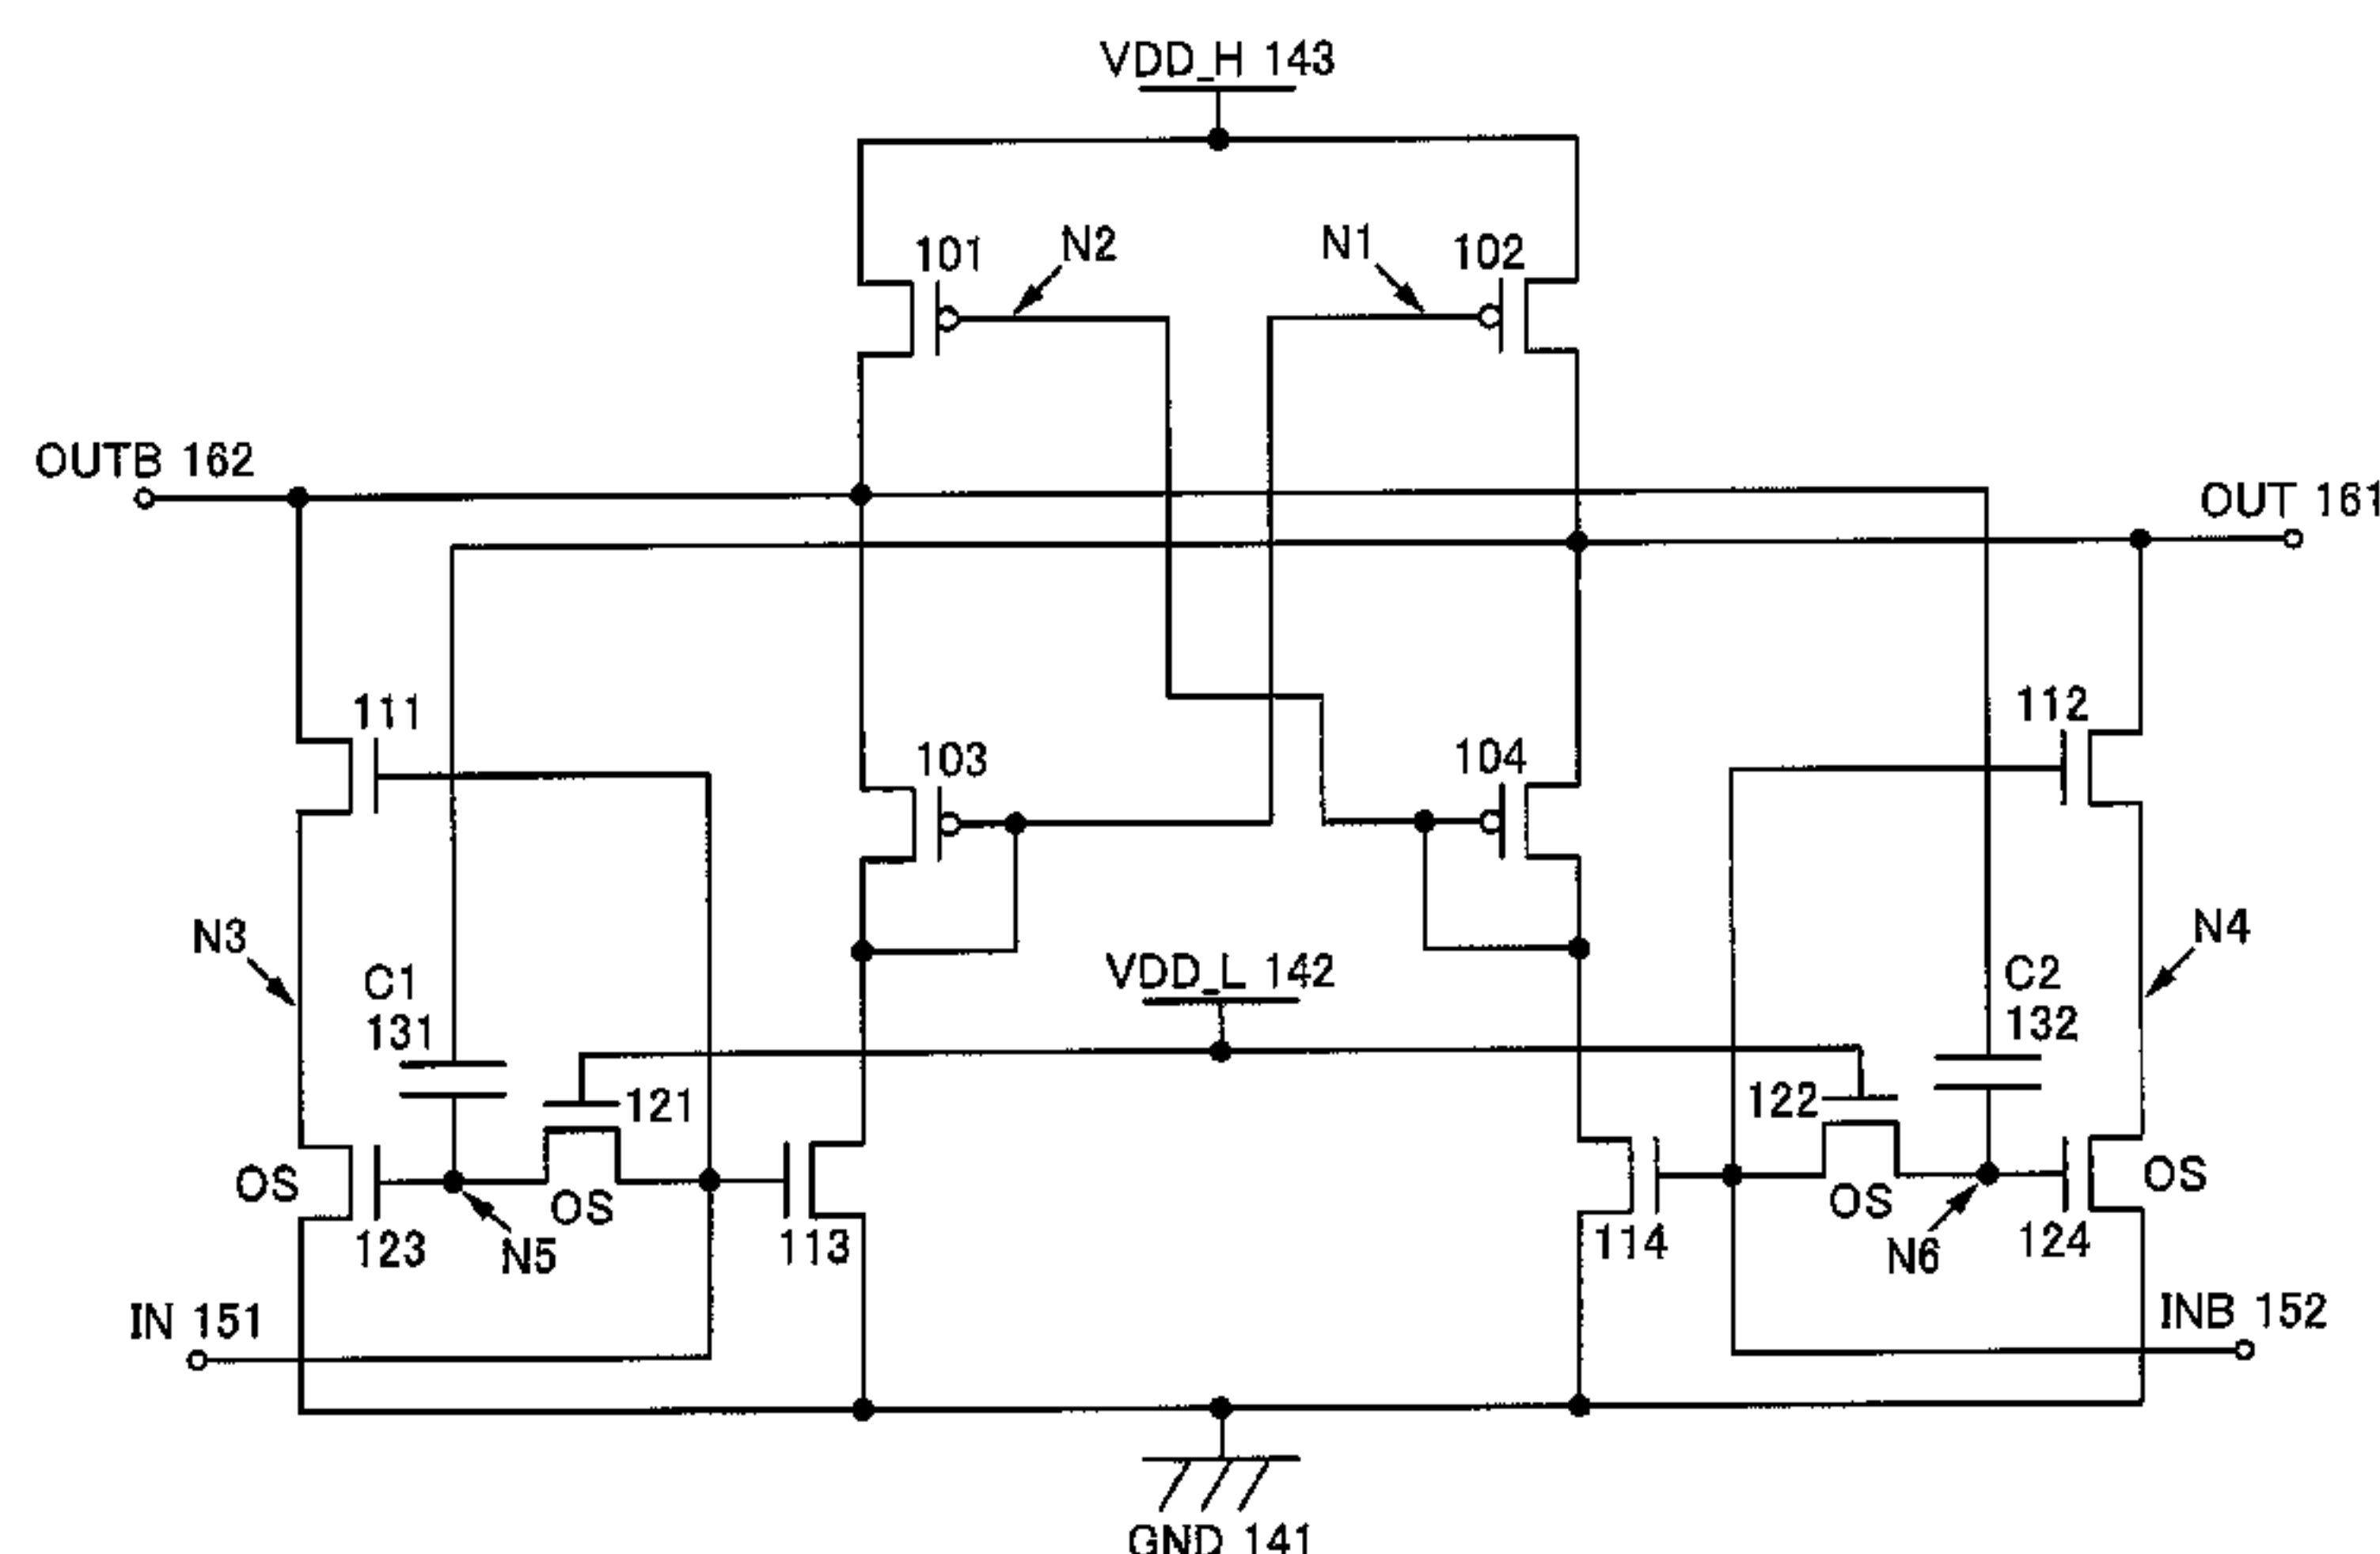 VDD_H 143
101
N2
N1
102
OUTB 162
OUT 161
111
103
104
112
N3
C1
131
VDD_L 142
C2
132
N4
121
122
OS
OS
OS
OS
123
N5
113
114
N6
124
IN 151
INB 152
GND 141